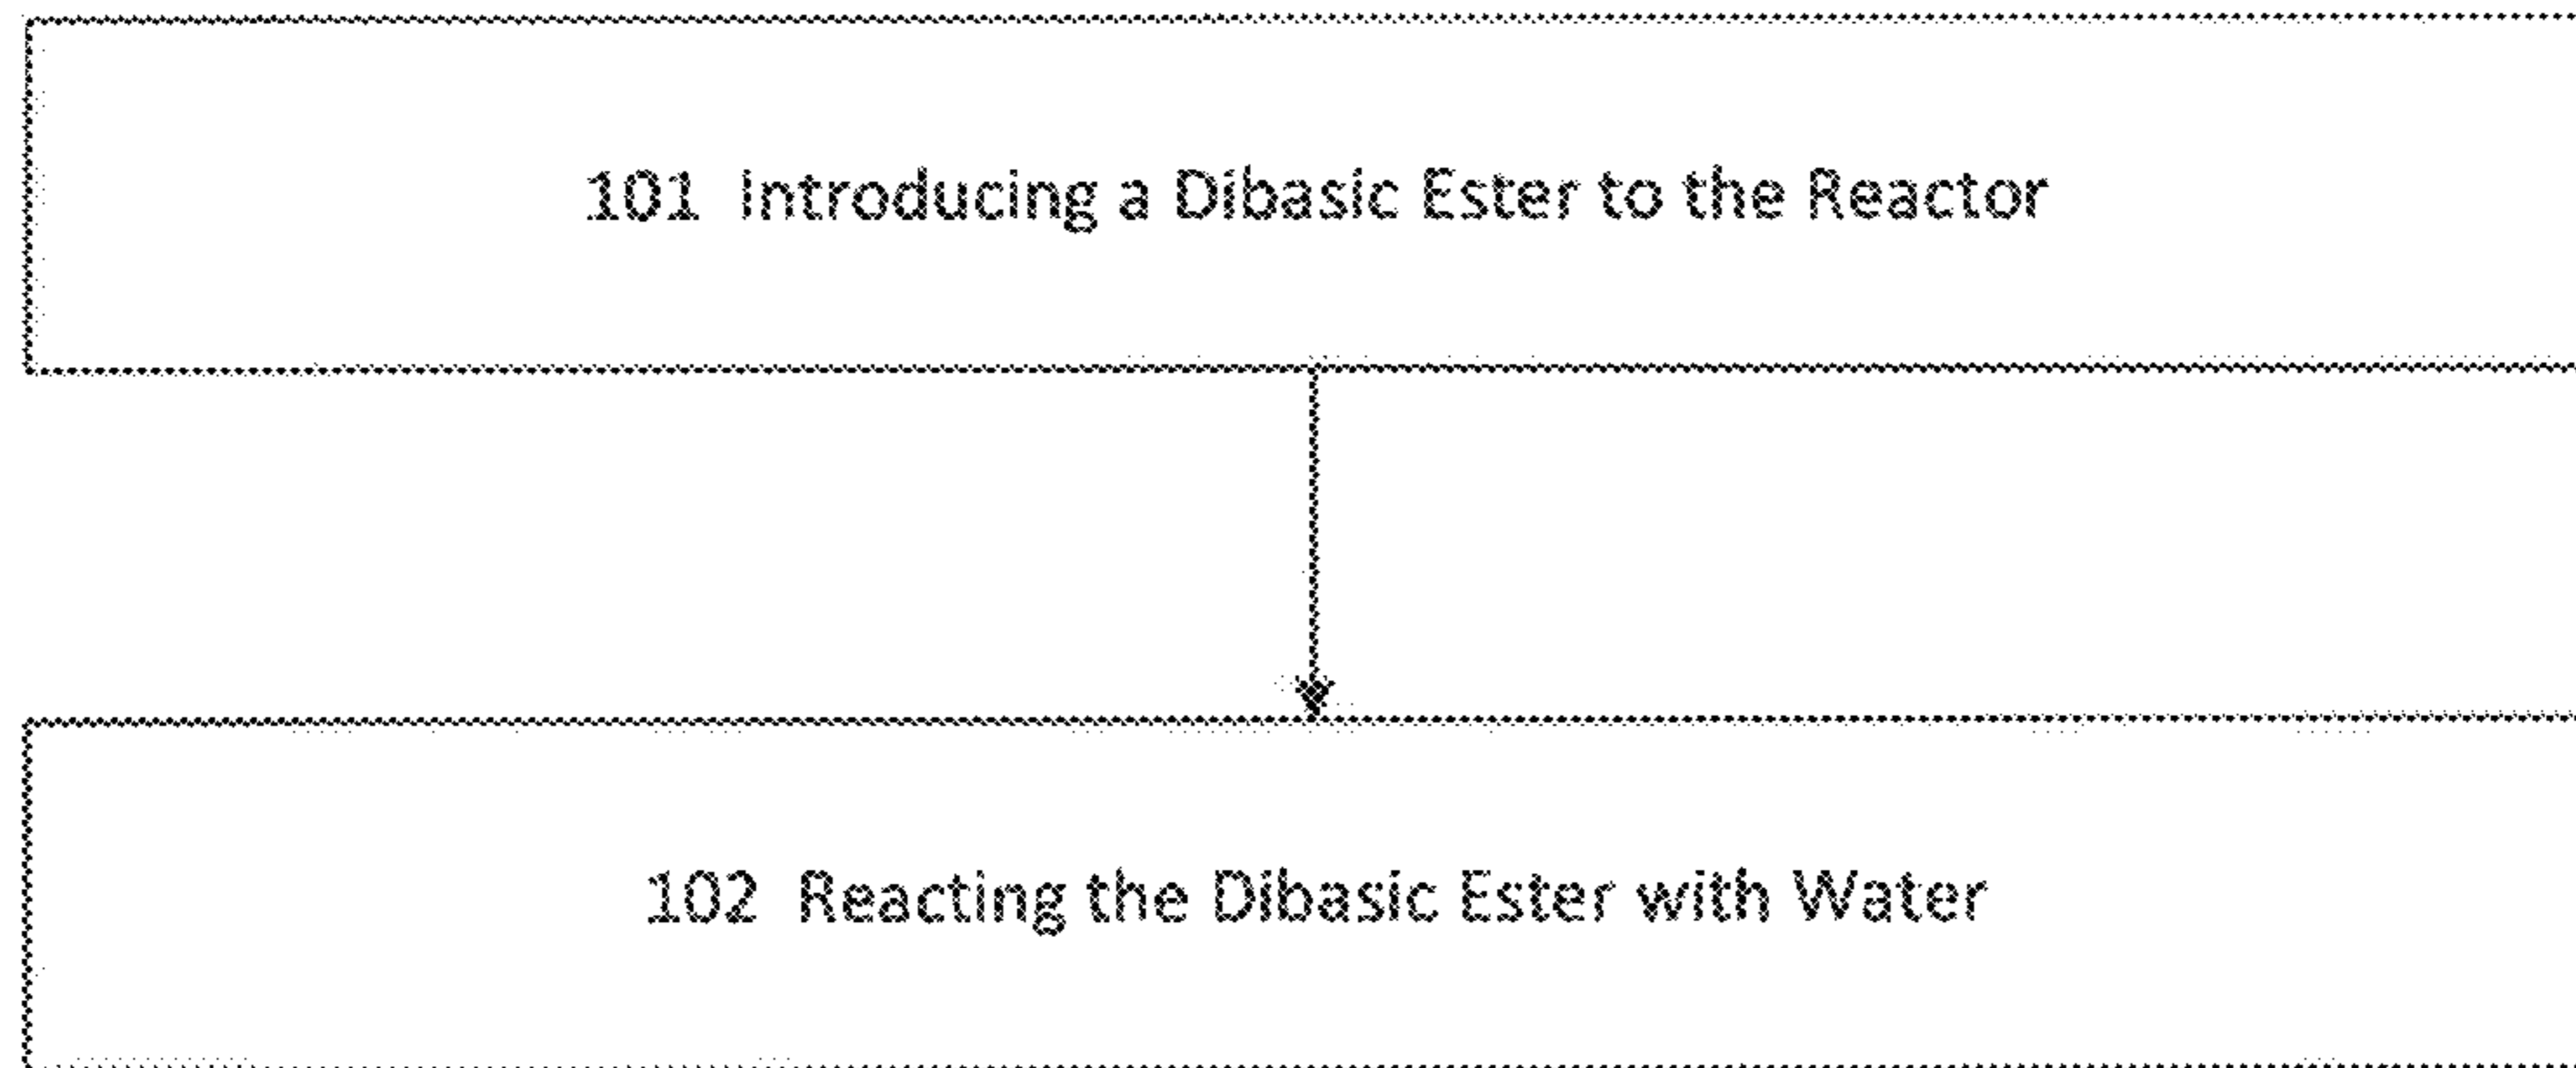 101 Introducing a Dibasic Ester to the Reactor
102 Reacting the Dibasic Ester with Water